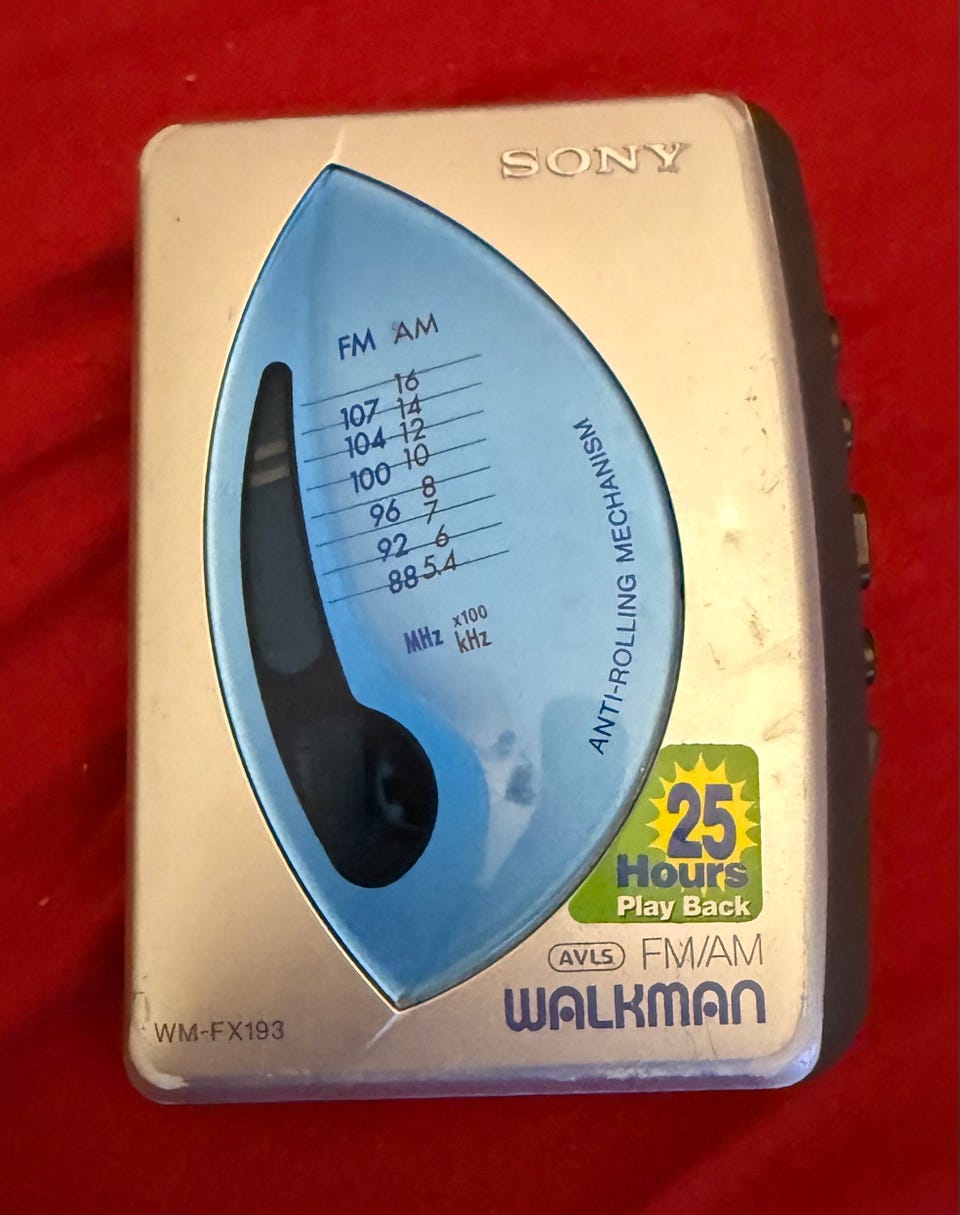 SONY
FM AM
16
107 14
104 12
100 10
8
96 7
92 6
88 5.4
x100
MHz kHz
ANTI-ROLLING MECHANISM
25
Hours
Play Back
AVLS FM/AM
WALKMAN
WM-FX193